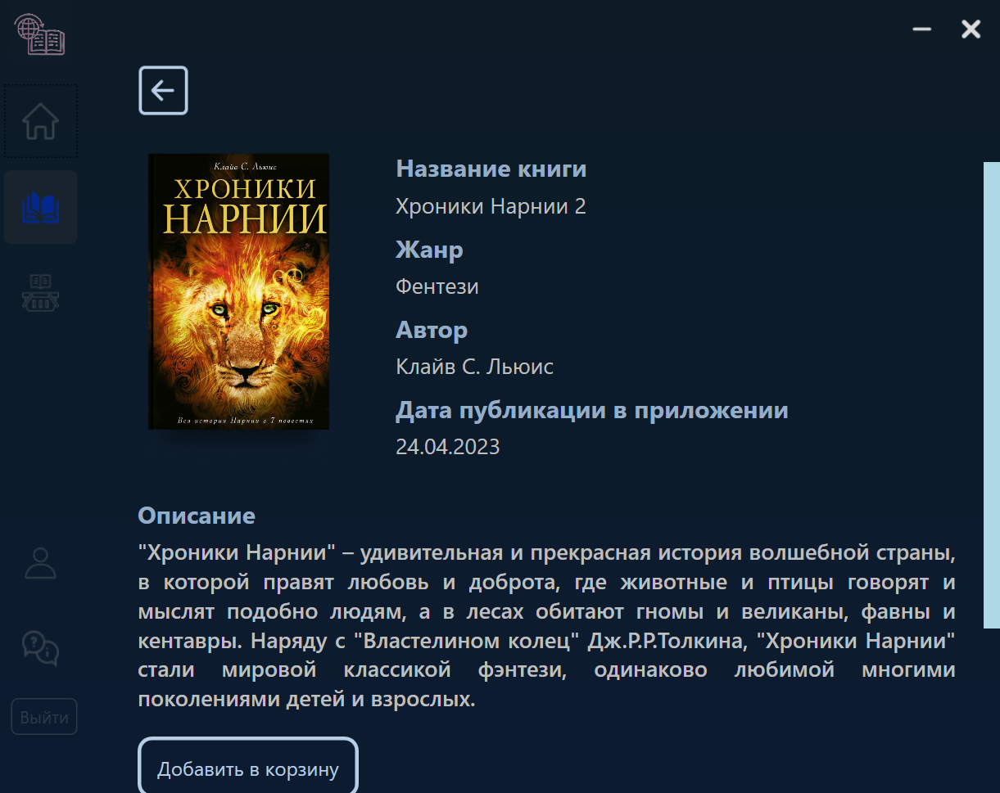 Клайв С. Льюис
ХРОНИКИ
НАРНИИ
Вся история Нарнии в 7 повестях
Название книги
Хроники Нарнии 2
Жанр
Фентези
Автор
Клайв С. Льюис
Дата публикации в приложении
24.04.2023
Описание
"Хроники Нарнии" – удивительная и прекрасная история волшебной страны,
в которой правят любовь и доброта, где животные и птицы говорят и
мыслят подобно людям, а в лесах обитают гномы и великаны, фавны и
кентавры. Наряду с "Властелином колец" Дж.Р.Р.Толкина, "Хроники Нарнии"
стали мировой классикой фэнтези, одинаково любимой многими
поколениями детей и взрослых.
Выйти
Добавить в корзину